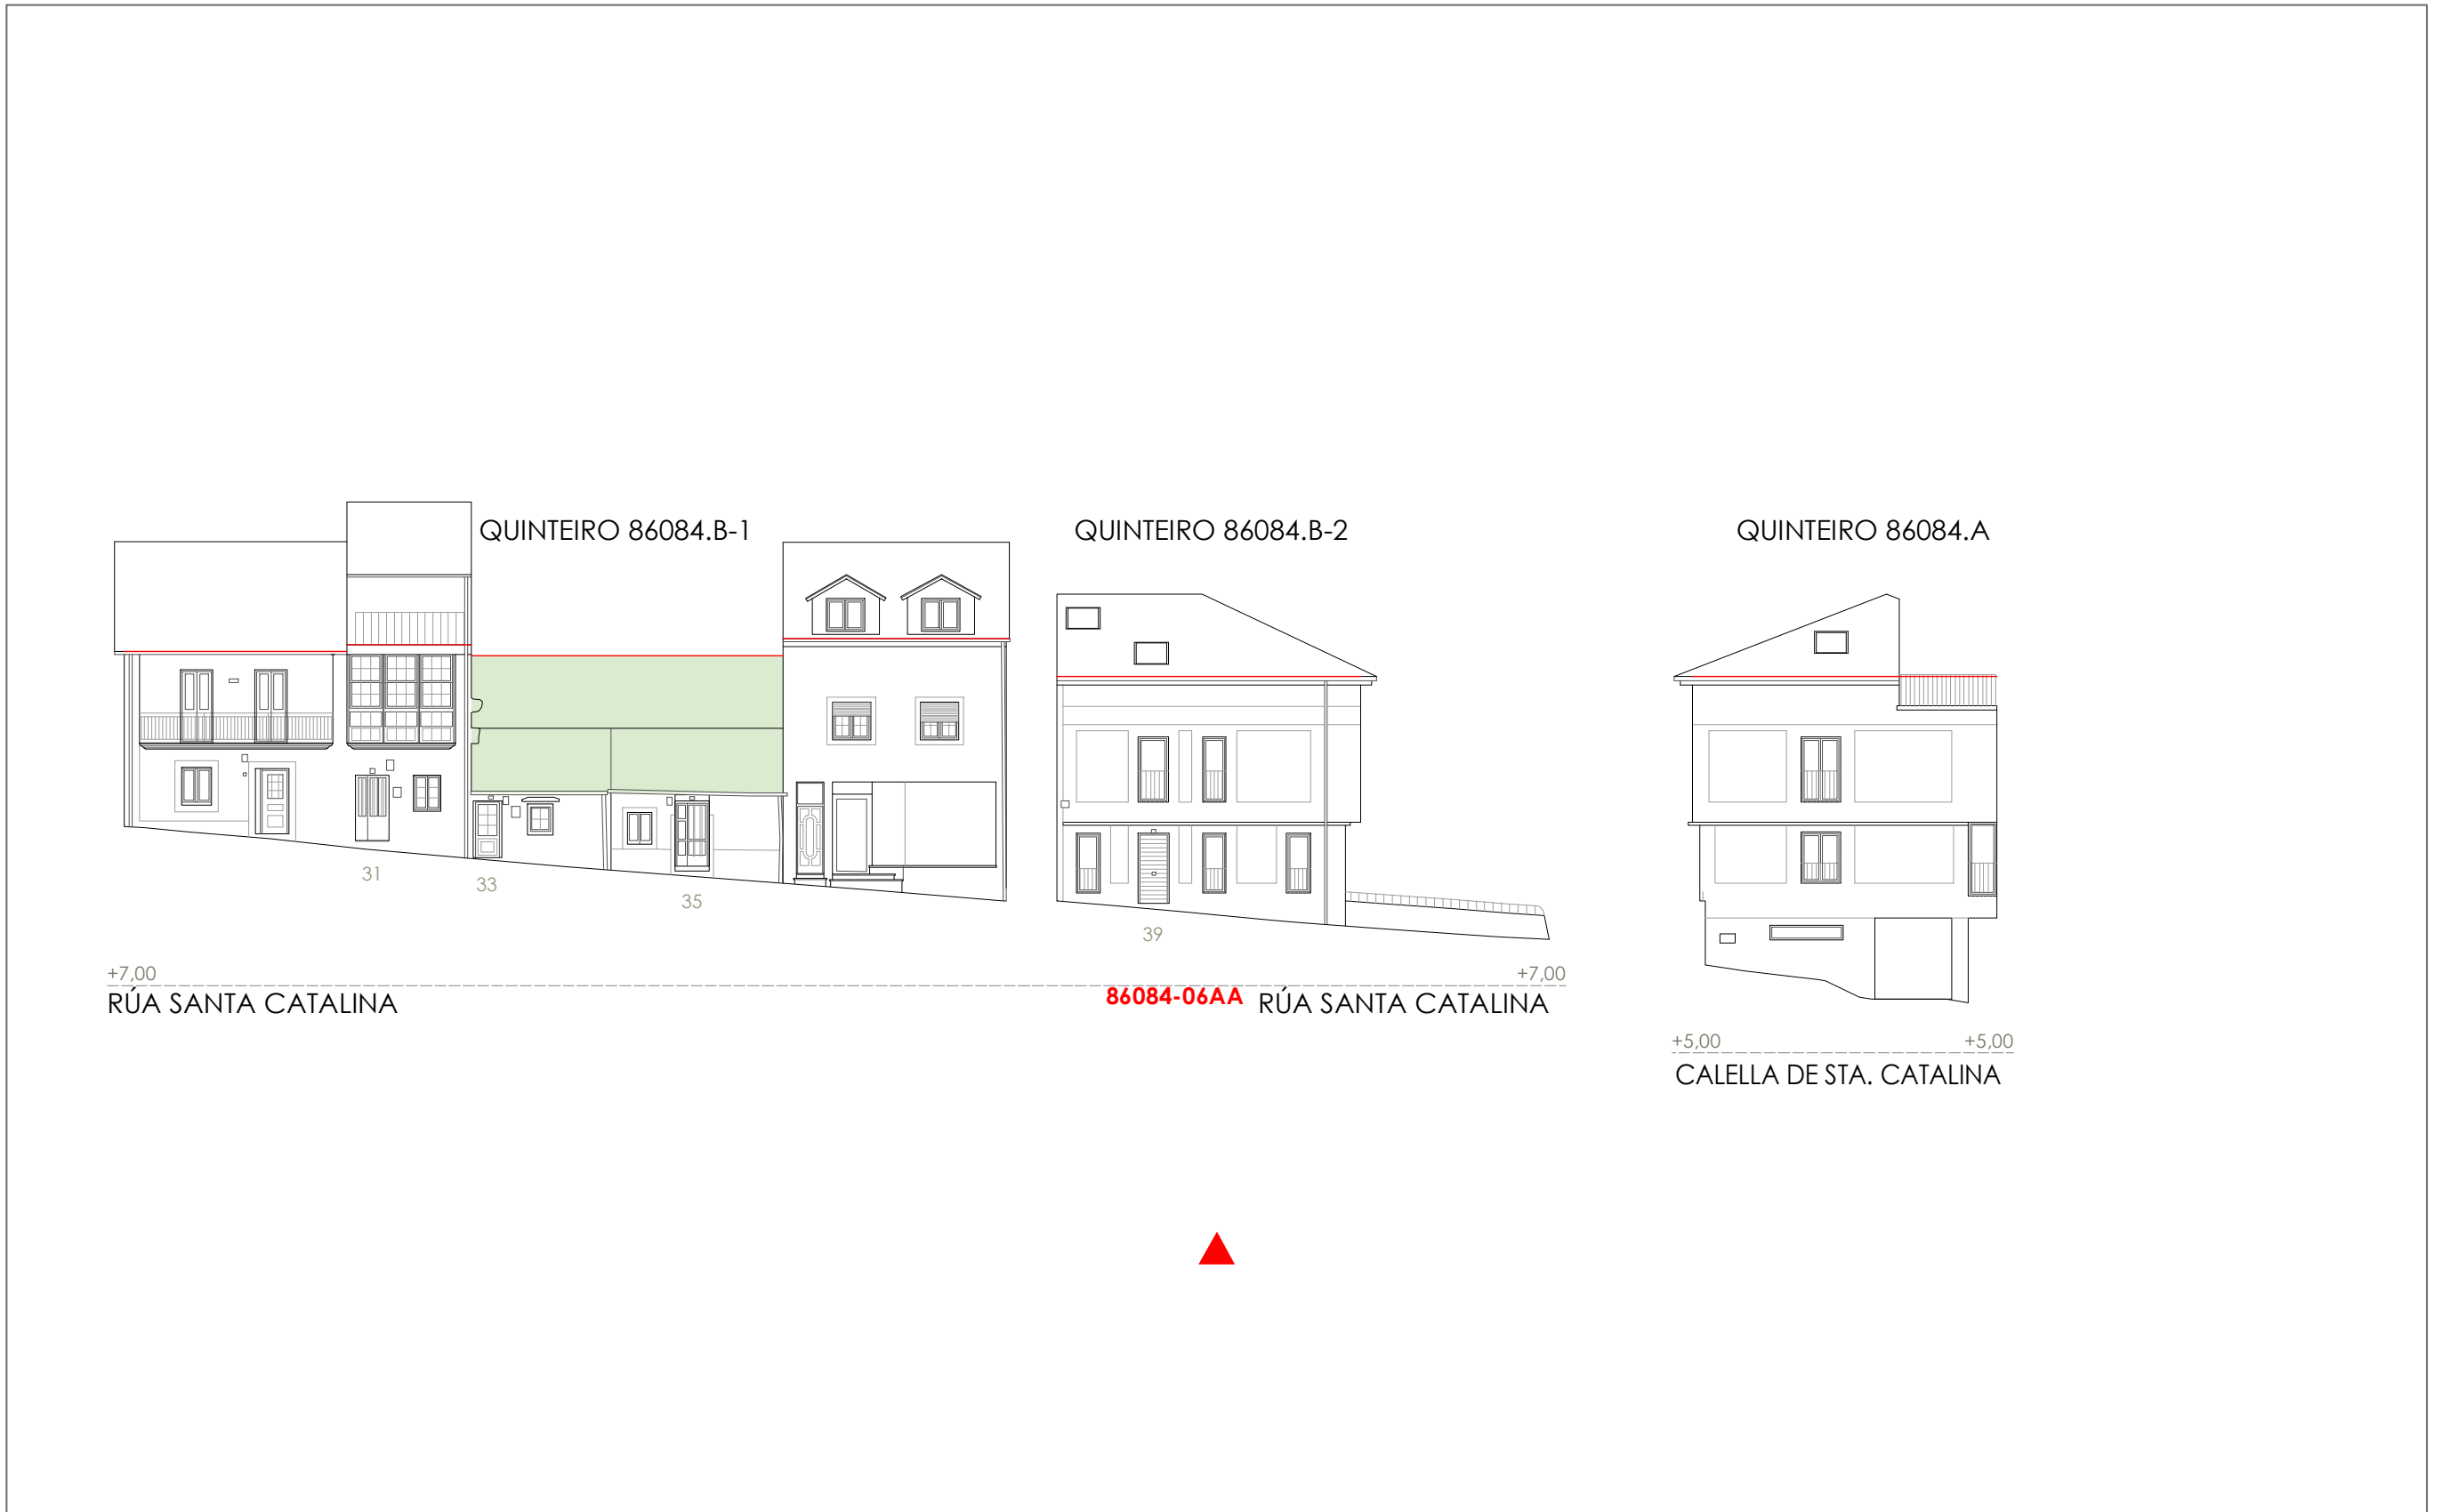 QUINTEIRO 86084.B-1
QUINTEIRO 86084.B-2
QUINTEIRO 86084.A
31
33
35
39
+7,00
+7,00
RÚA SANTA CATALINA
86084-06AA
RÚA SANTA CATALINA
+5,00
+5,00
CALELLA DE STA. CATALINA